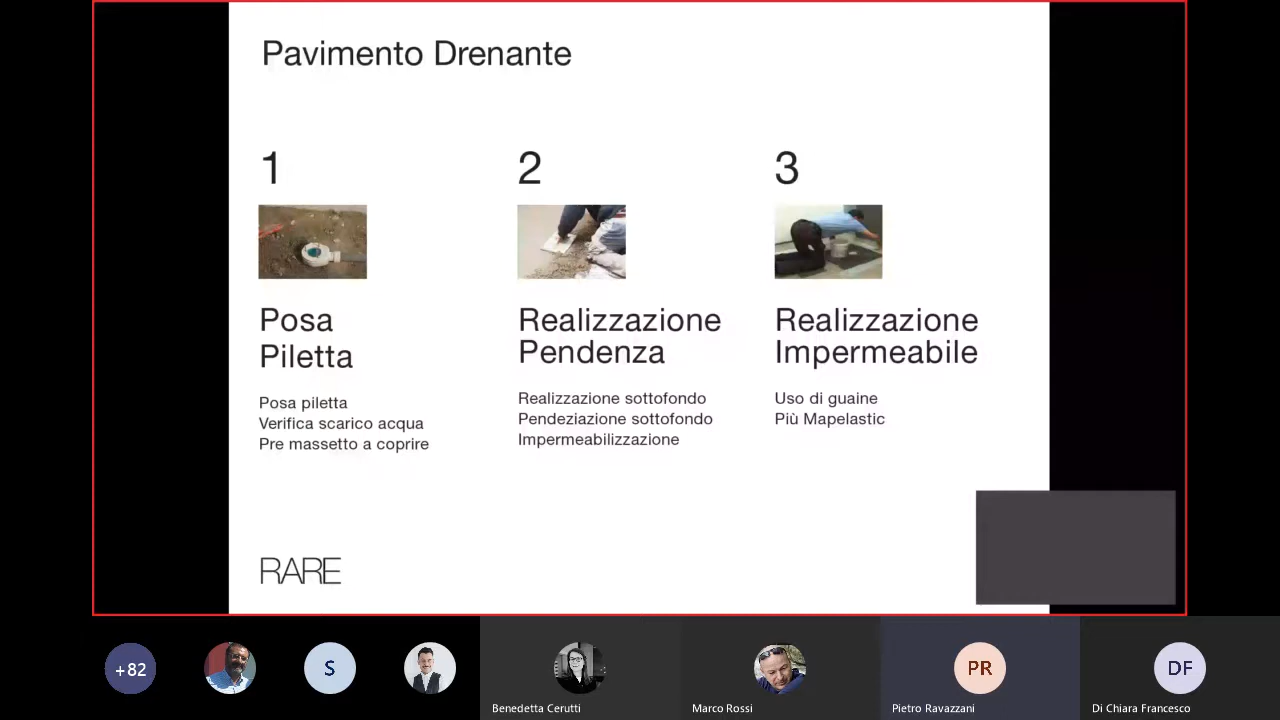 Pavimento Drenante
1
Posa
Piletta
Posa piletta
Verifica scarico acqua
Pre massetto a coprire
2
Realizzazione
Pendenza
Realizzazione sottofondo
Pendeziazione sottofondo
Impermeabilizzazione
3
Realizzazione
Impermeabile
Uso di guaine
Più Mapelastic
RARE
+82
S
Benedetta Cerutti
Marco Rossi
PR
Pietro Ravazzani
DF
Di Chiara Francesco